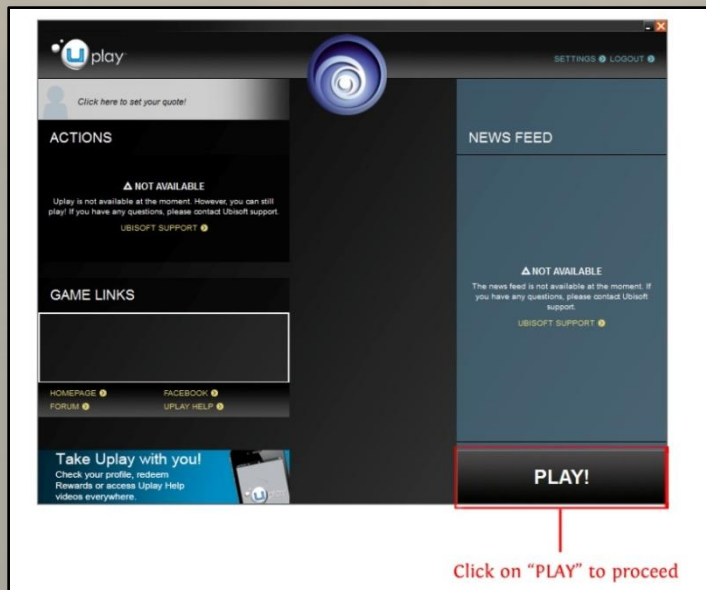 Uplay
SETTINGS LOGOUT
Click here to set your quote!
ACTIONS
NOT AVAILABLE
Uplay is not available at the moment. However, you can still
play! If you have any questions, please contact Ubisoft support.
UBISOFT SUPPORT
GAME LINKS
HOMEPAGE FACEBOOK
FORUM UPLAY HELP
Take Uplay with you!
Check your profile, redeem
Rewards or access Uplay Help
videos everywhere.
NEWS FEED
NOT AVAILABLE
The news feed is not available at the moment. If
you have any questions, please contact Ubisoft
support.
UBISOFT SUPPORT
PLAY!
Click on "PLAY" to proceed